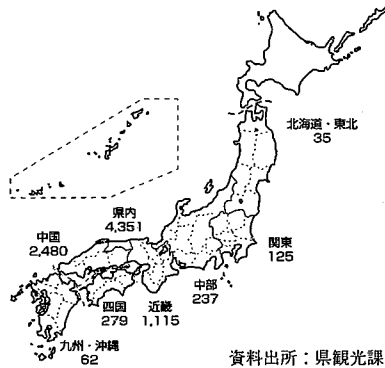 北海道・東北
35
県内
4,351
中国
2,480
関東
125
中部
237
四国
279
近畿
1,115
九州・沖縄
62
資料出所：県観光課